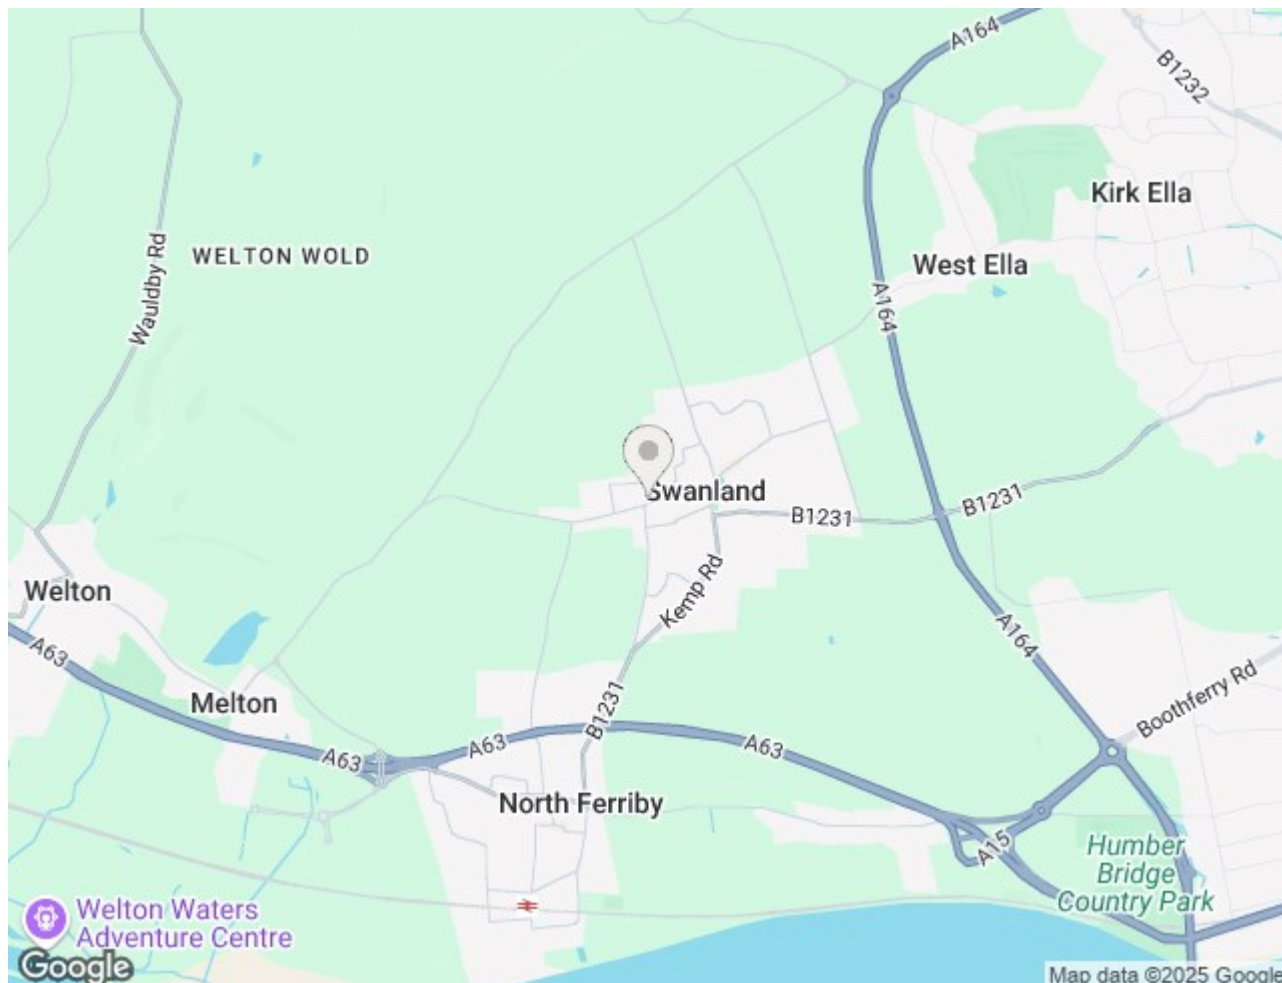 A164
B1232
Kirk Ella
WELTON WOLD
Wauldby Rd
West Ella
A164
Swanland
B1231
B1231
Kemp Rd
Welton
A63
A164
Melton
Boothferry Rd
B1231
A63
A63
A63
North Ferriby
A15
Humber
Bridge
Country Park
Welton Waters
Adventure Centre
Google
Map data ©2025 Google